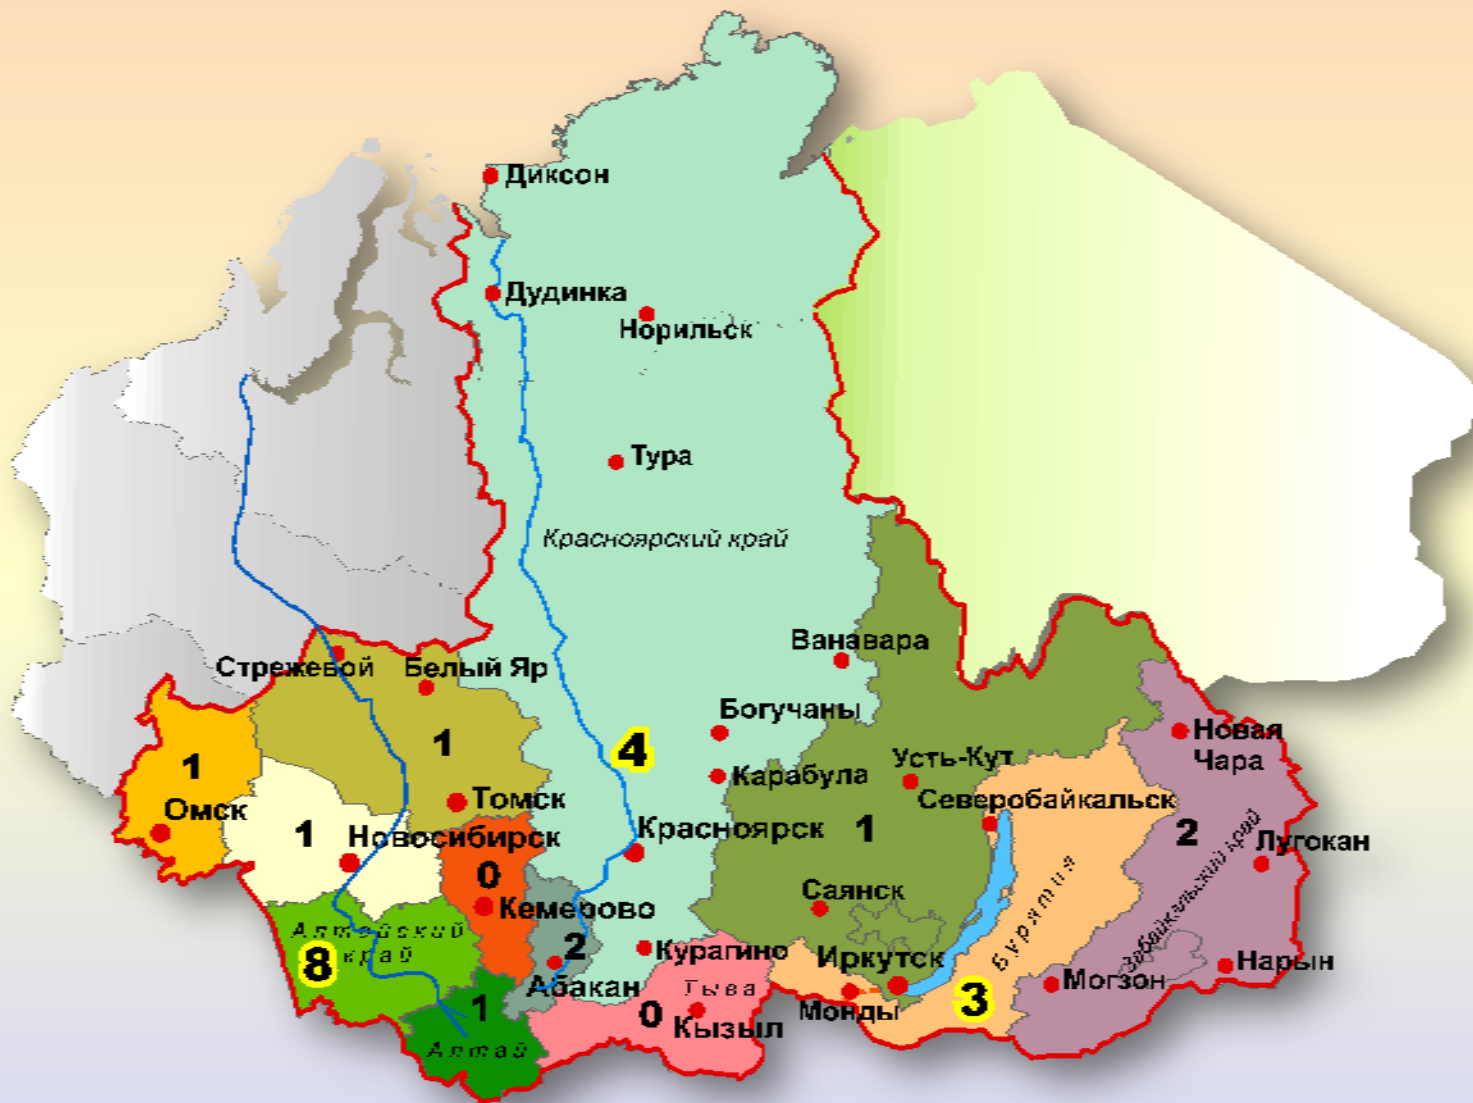 Диксон
Дудинка
Норильск
Тура
Красноярский край
Ванавара
Стрежевой
Белый Яр
Богучаны
Новая
Чара
4
1
Усть-Кут
1
Карабула
Северобайкальск
Омск
Томск
1
Новосибирск
Красноярск
1
2
Лугокан
0
Саянск
Забайкальский край
Кемерово
Бурятия
Алтайский
край
8
2
Курагино
Иркутск
Нарын
Абакан
Тыва
Могзон
1
0
Кызыл
Монды
3
Алтай